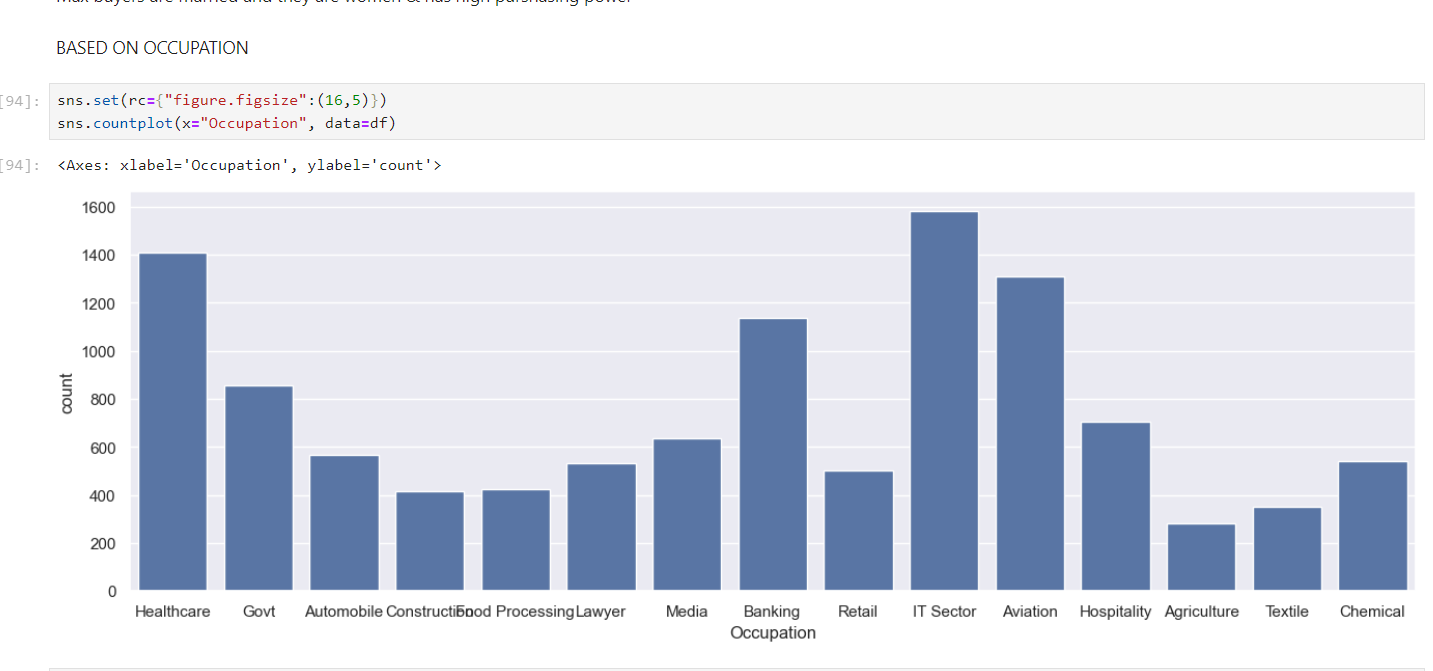 BASED ON OCCUPATION
[94]:
sns.set(rc={"figure.figsize":(16,5)})
sns.countplot(x="Occupation", data=df)
[94]:
<Axes: xlabel='Occupation', ylabel='count'>
1600
1400
1200
1000
800
600
400
200
0
count
Healthcare Govt Automobile Construction Food Processing Lawyer Media Banking Retail IT Sector Aviation Hospitality Agriculture Textile Chemical
Occupation